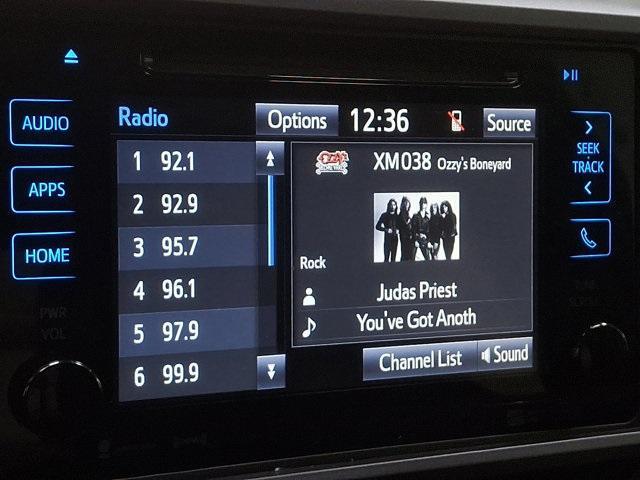 AUDIO
APPS
HOME
PWR
VOL
Radio
Options
12:36
Source
1 92.1
2 92.9
3 95.7
4 96.1
5 97.9
6 99.9
OZZY'S
XM038 Ozzy's Boneyard
Rock
Judas Priest
You've Got Anoth
Channel List
Sound
SEEK
TRACK
TUNE